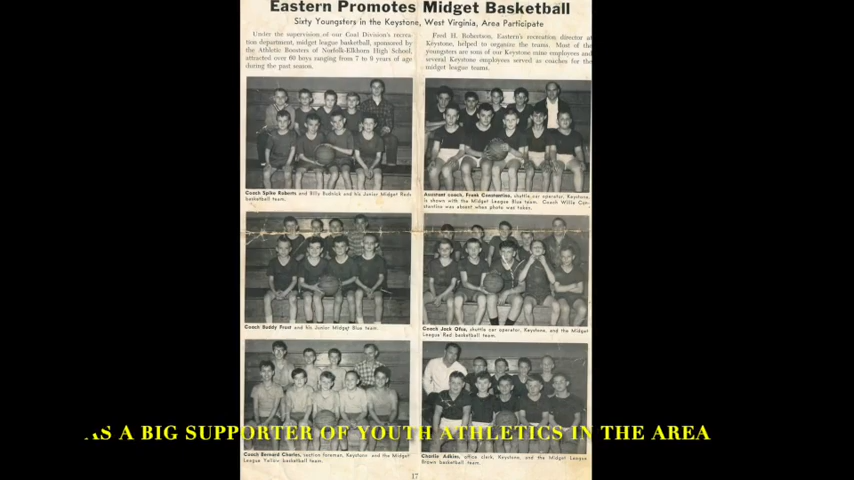 Eastern Promotes Midget Basketball
Sixty Youngsters in the Keystone, West Virginia, Area Participate
Under the supervision of our Coal Division's recrea-
tion department, midget league basketball, sponsored by
the Athletic Boosters of Norfolk-Elkhorn High School,
attracted over 60 boys ranging from 7 to 9 years of age
during the past season.
Fred H. Robertson, Eastern's recreation director at
Keystone, helped to organize the teams. Most of the
youngsters are sons of our Keystone mine employees and
several Keystone employees served as coaches for the
midget league teams.
Coach Spike Roberts and Billy Rudnick and his Junior Midget Reds
basketball team.
Assistant coach, Frank Constantino, shuttle car operator, Keystone,
is shown with the Midget League Blue team. Coach Willie Con-
stantino was absent when photo was taken.
Coach Buddy Frost and his Junior Midget Blue team.
Coach Jack Ofsa, shuttle car operator, Keystone, and the Midget
League Red basketball team.
AS A BIG SUPPORTER OF YOUTH ATHLETICS IN THE AREA
Coach Bernard Charles, section foreman, Keystone and the Midget
League Yellow basketball team.
Charlie Adkins, office clerk, Keystone, and the Midget League
Brown basketball team.
17